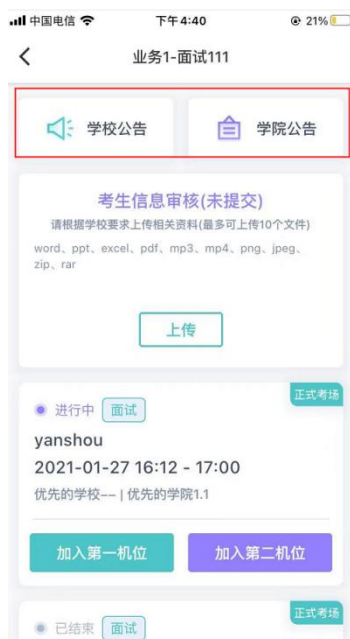 中国电信 下午4:40 21%
业务1-面试111
学校公告 学院公告
考生信息审核(未提交)
请根据学校要求上传相关资料(最多可上传10个文件)
word、ppt、excel、pdf、mp3、mp4、png、jpeg、
zip、rar
上传
正式考场
进行中 面试
yanshou
2021-01-27 16:12 - 17:00
优先的学校——| 优先的学院1.1
加入第一机位 加入第二机位
正式考场
已结束 面试